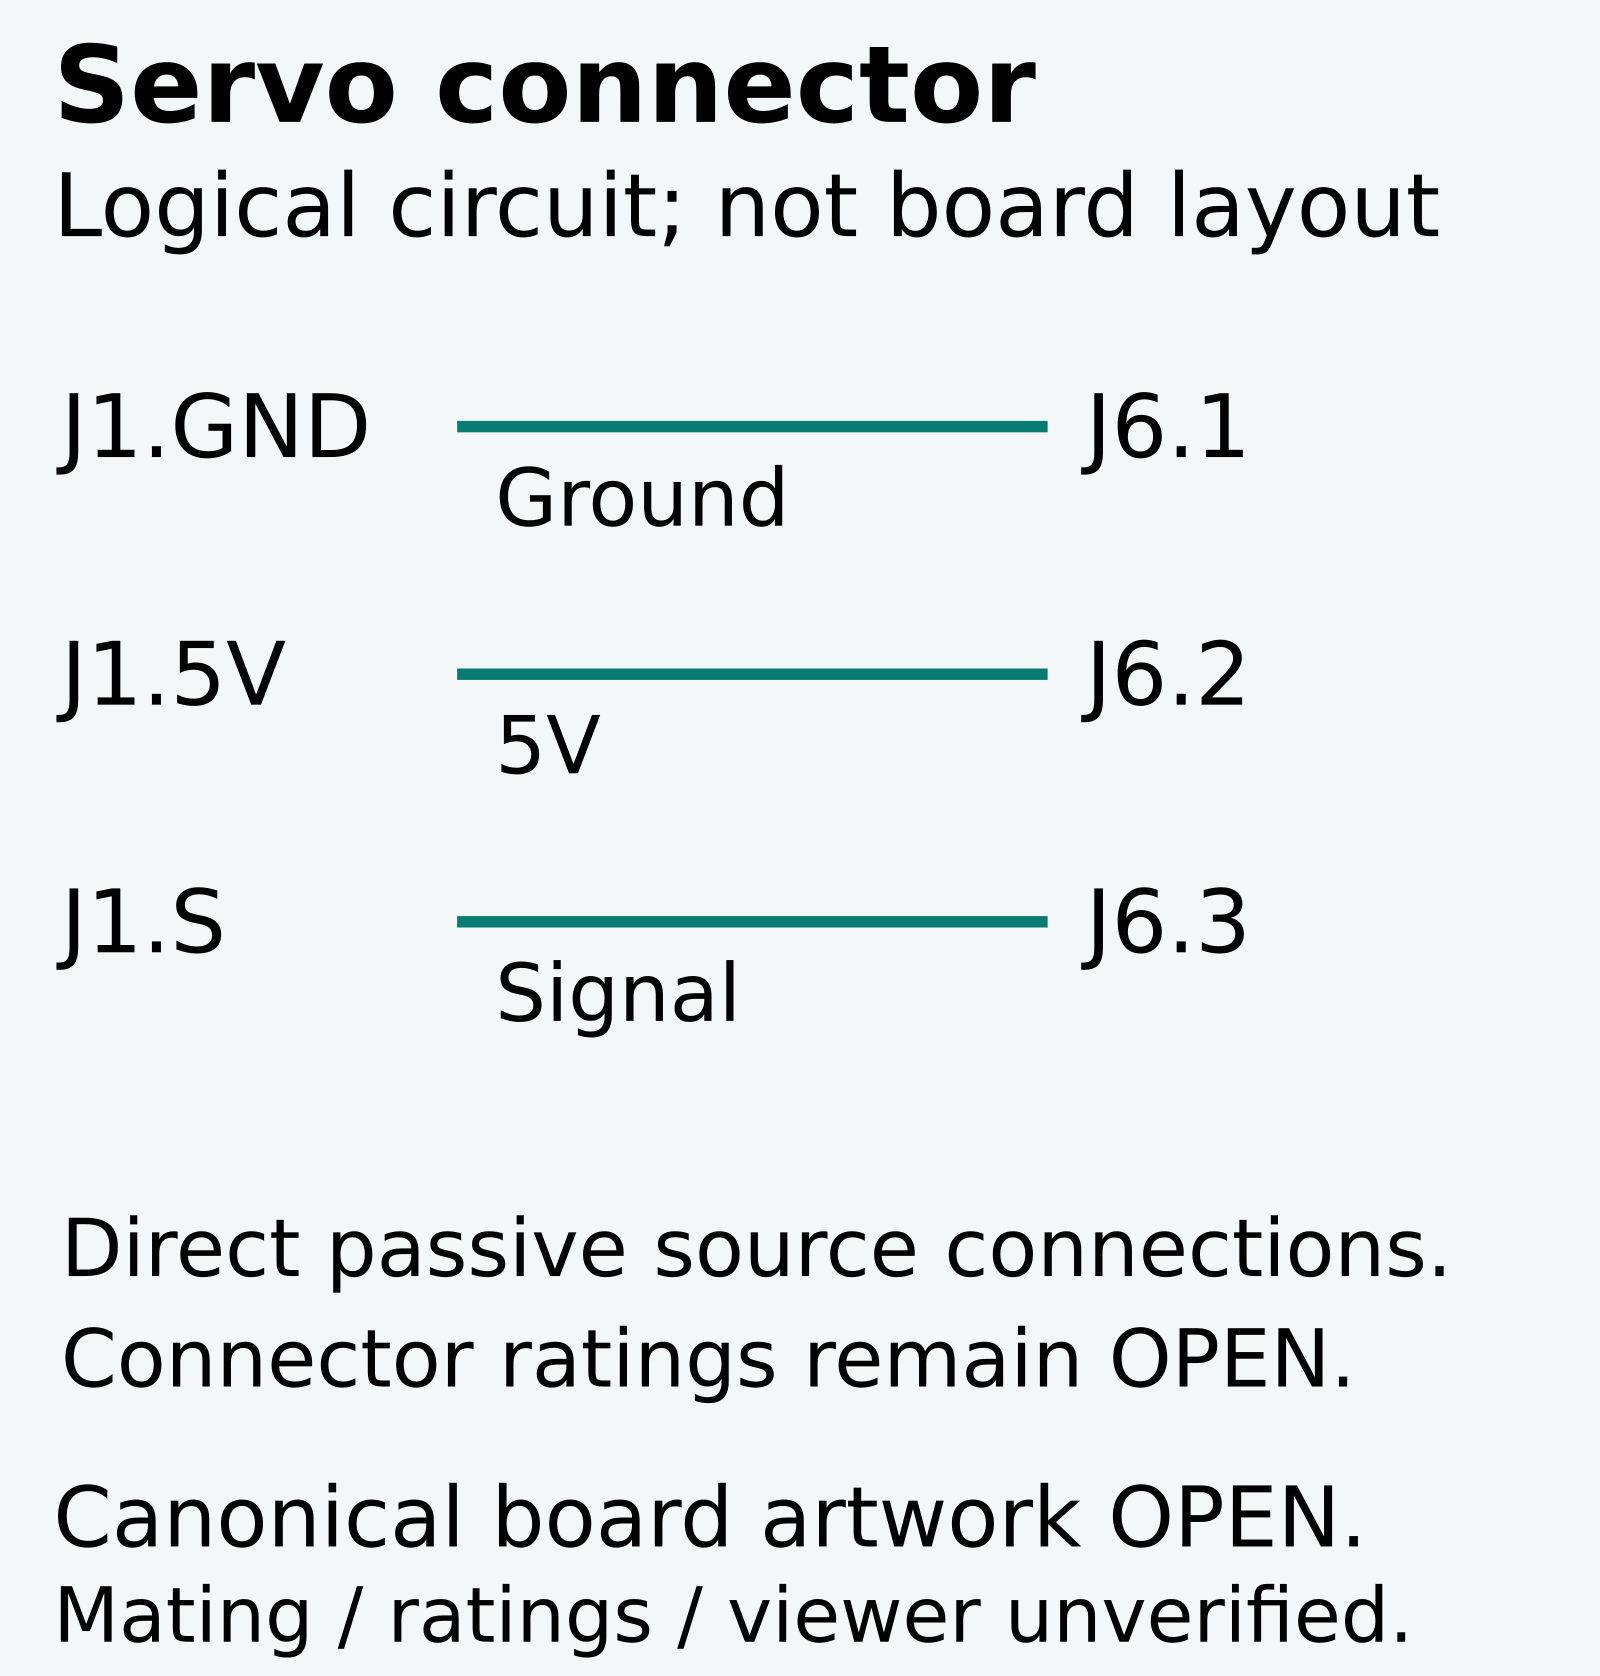 Servo connector
Logical circuit; not board layout
J1.GND J6.1
Ground
J1.5V J6.2
5V
J1.S J6.3
Signal
Direct passive source connections.
Connector ratings remain OPEN.
Canonical board artwork OPEN.
Mating / ratings / viewer unverified.